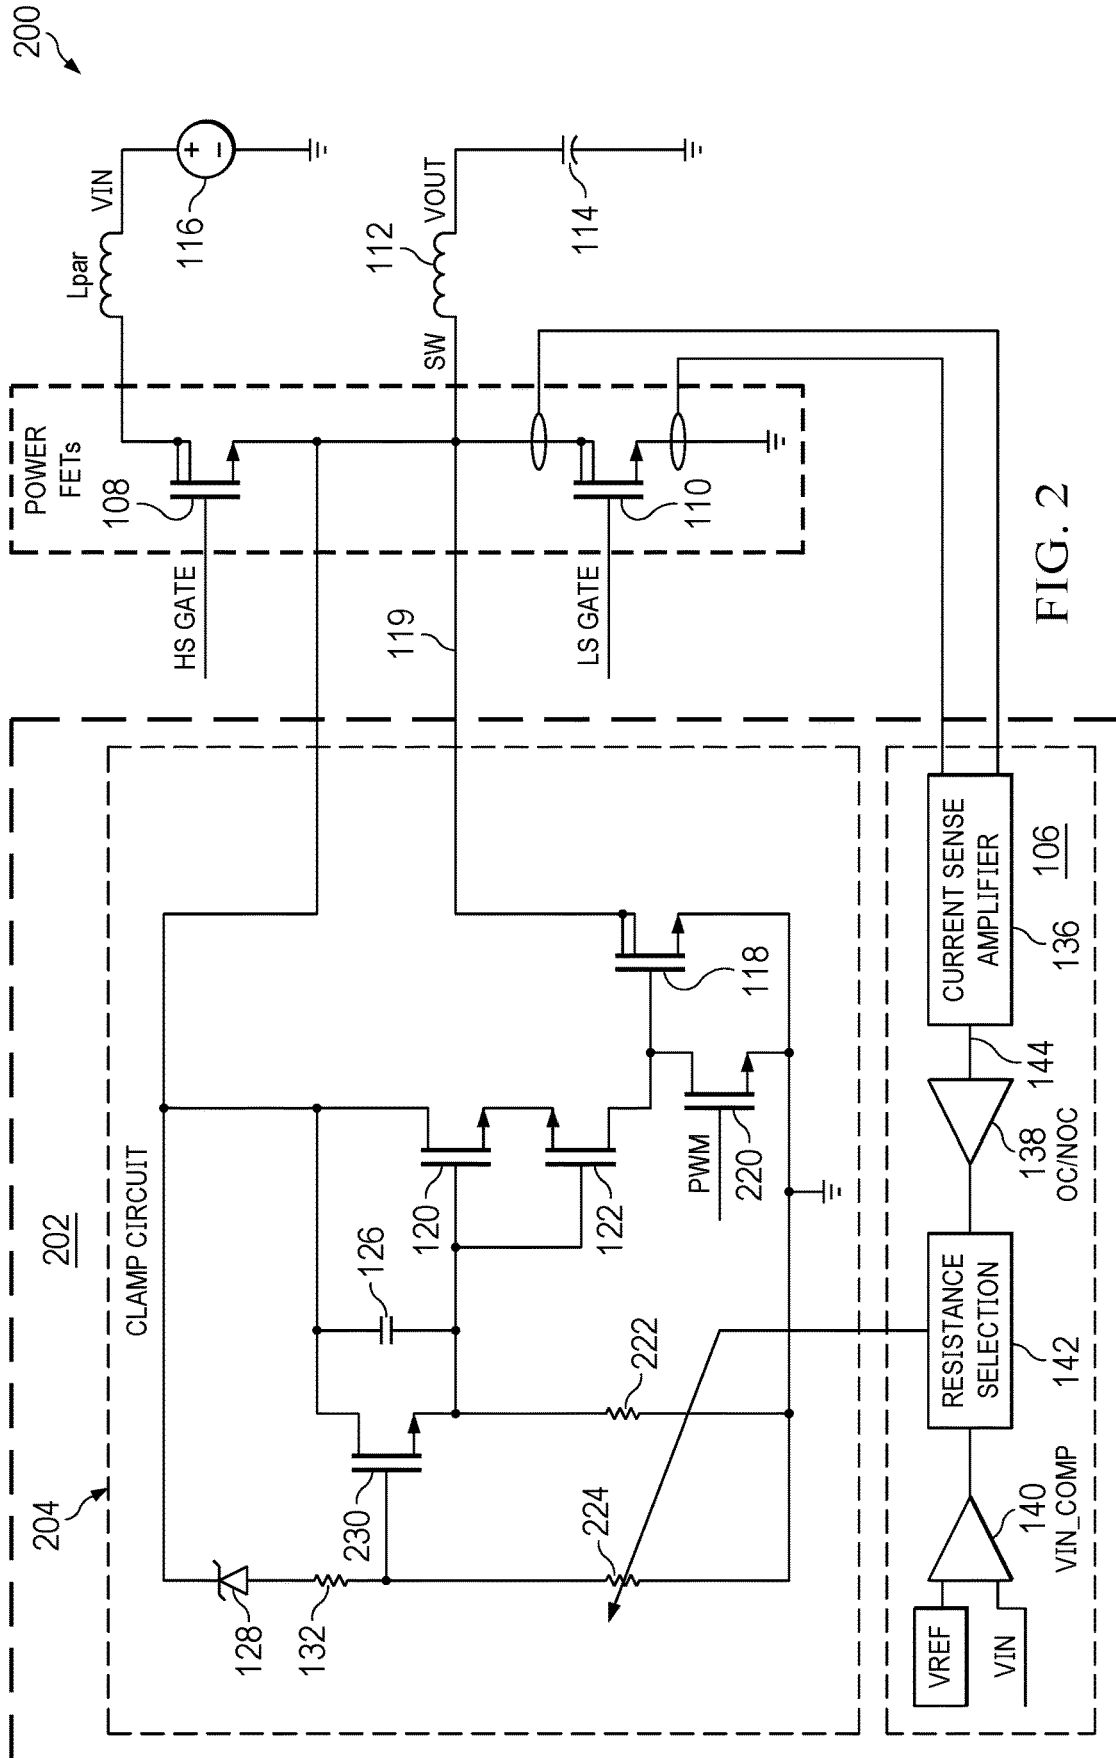 200
202
204
CLAMP CIRCUIT
128
132
230
126
120
122
224
222
PWM
220
118
119
POWER
FETs
108
HS GATE
110
LS GATE
Lpar
VIN
116
SW
112
VOUT
114
VREF
VIN
140
VIN_COMP
RESISTANCE
SELECTION
142
138
OC/NOC
144
CURRENT SENSE
AMPLIFIER
136
106
+
−
FIG. 2